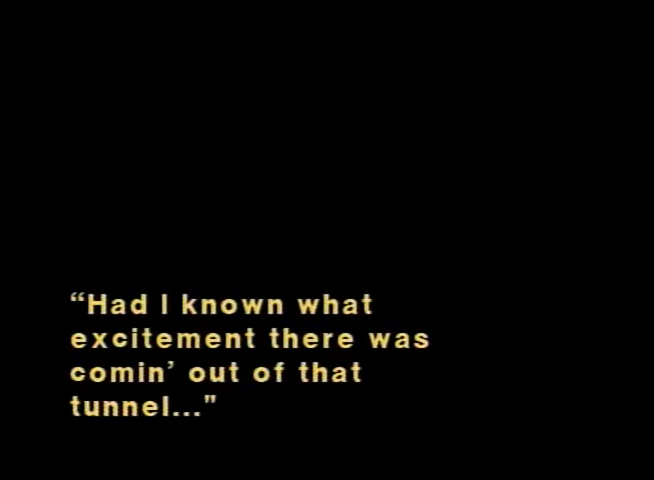 “Had I known what
excitement there was
comin’ out of that
tunnel..."